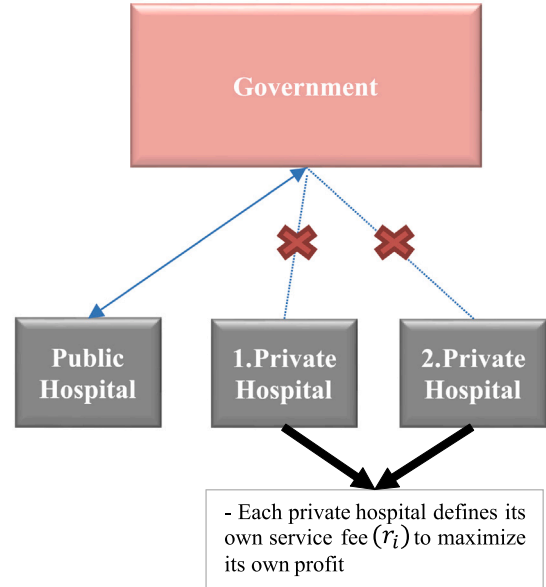 Government
Public
Hospital
1.Private
Hospital
2.Private
Hospital
- Each private hospital defines its
own service fee (rᵢ) to maximize
its own profit